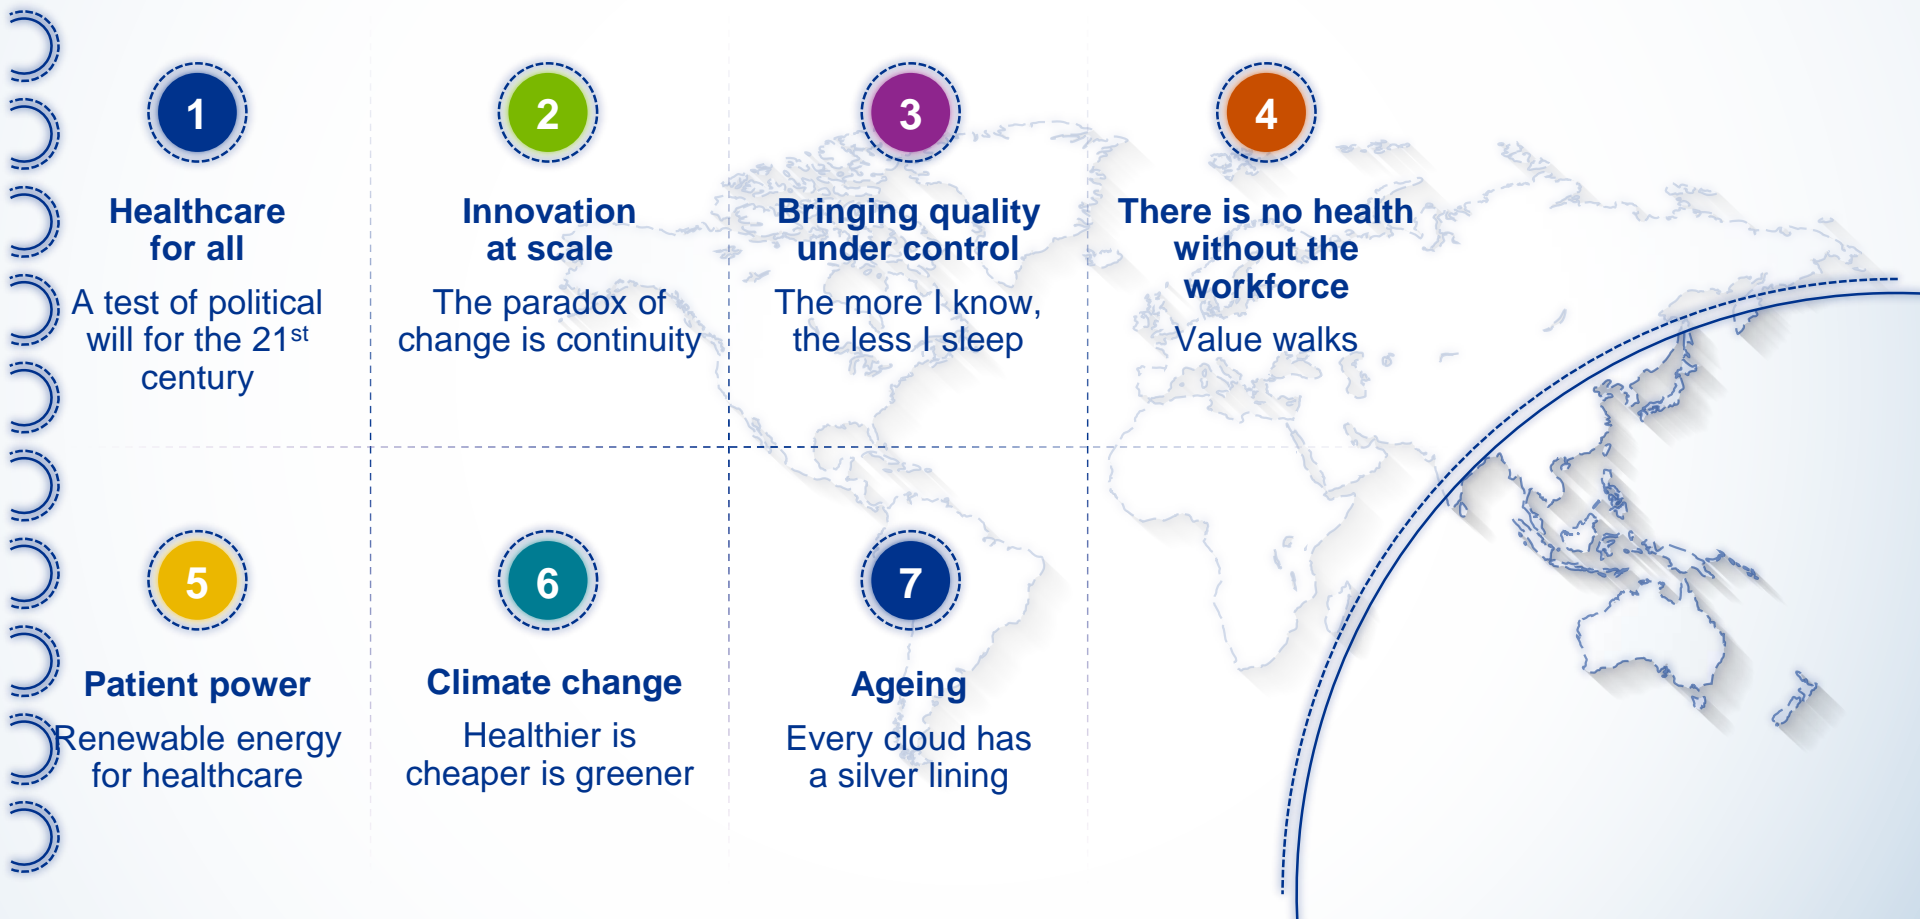 1
Healthcare
for all
A test of political
will for the 21st
century
2
Innovation
at scale
The paradox of
change is continuity
3
Bringing quality
under control
The more I know,
the less I sleep
4
There is no health
without the
workforce
Value walks
5
Patient power
Renewable energy
for healthcare
6
Climate change
Healthier is
cheaper is greener
7
Ageing
Every cloud has
a silver lining